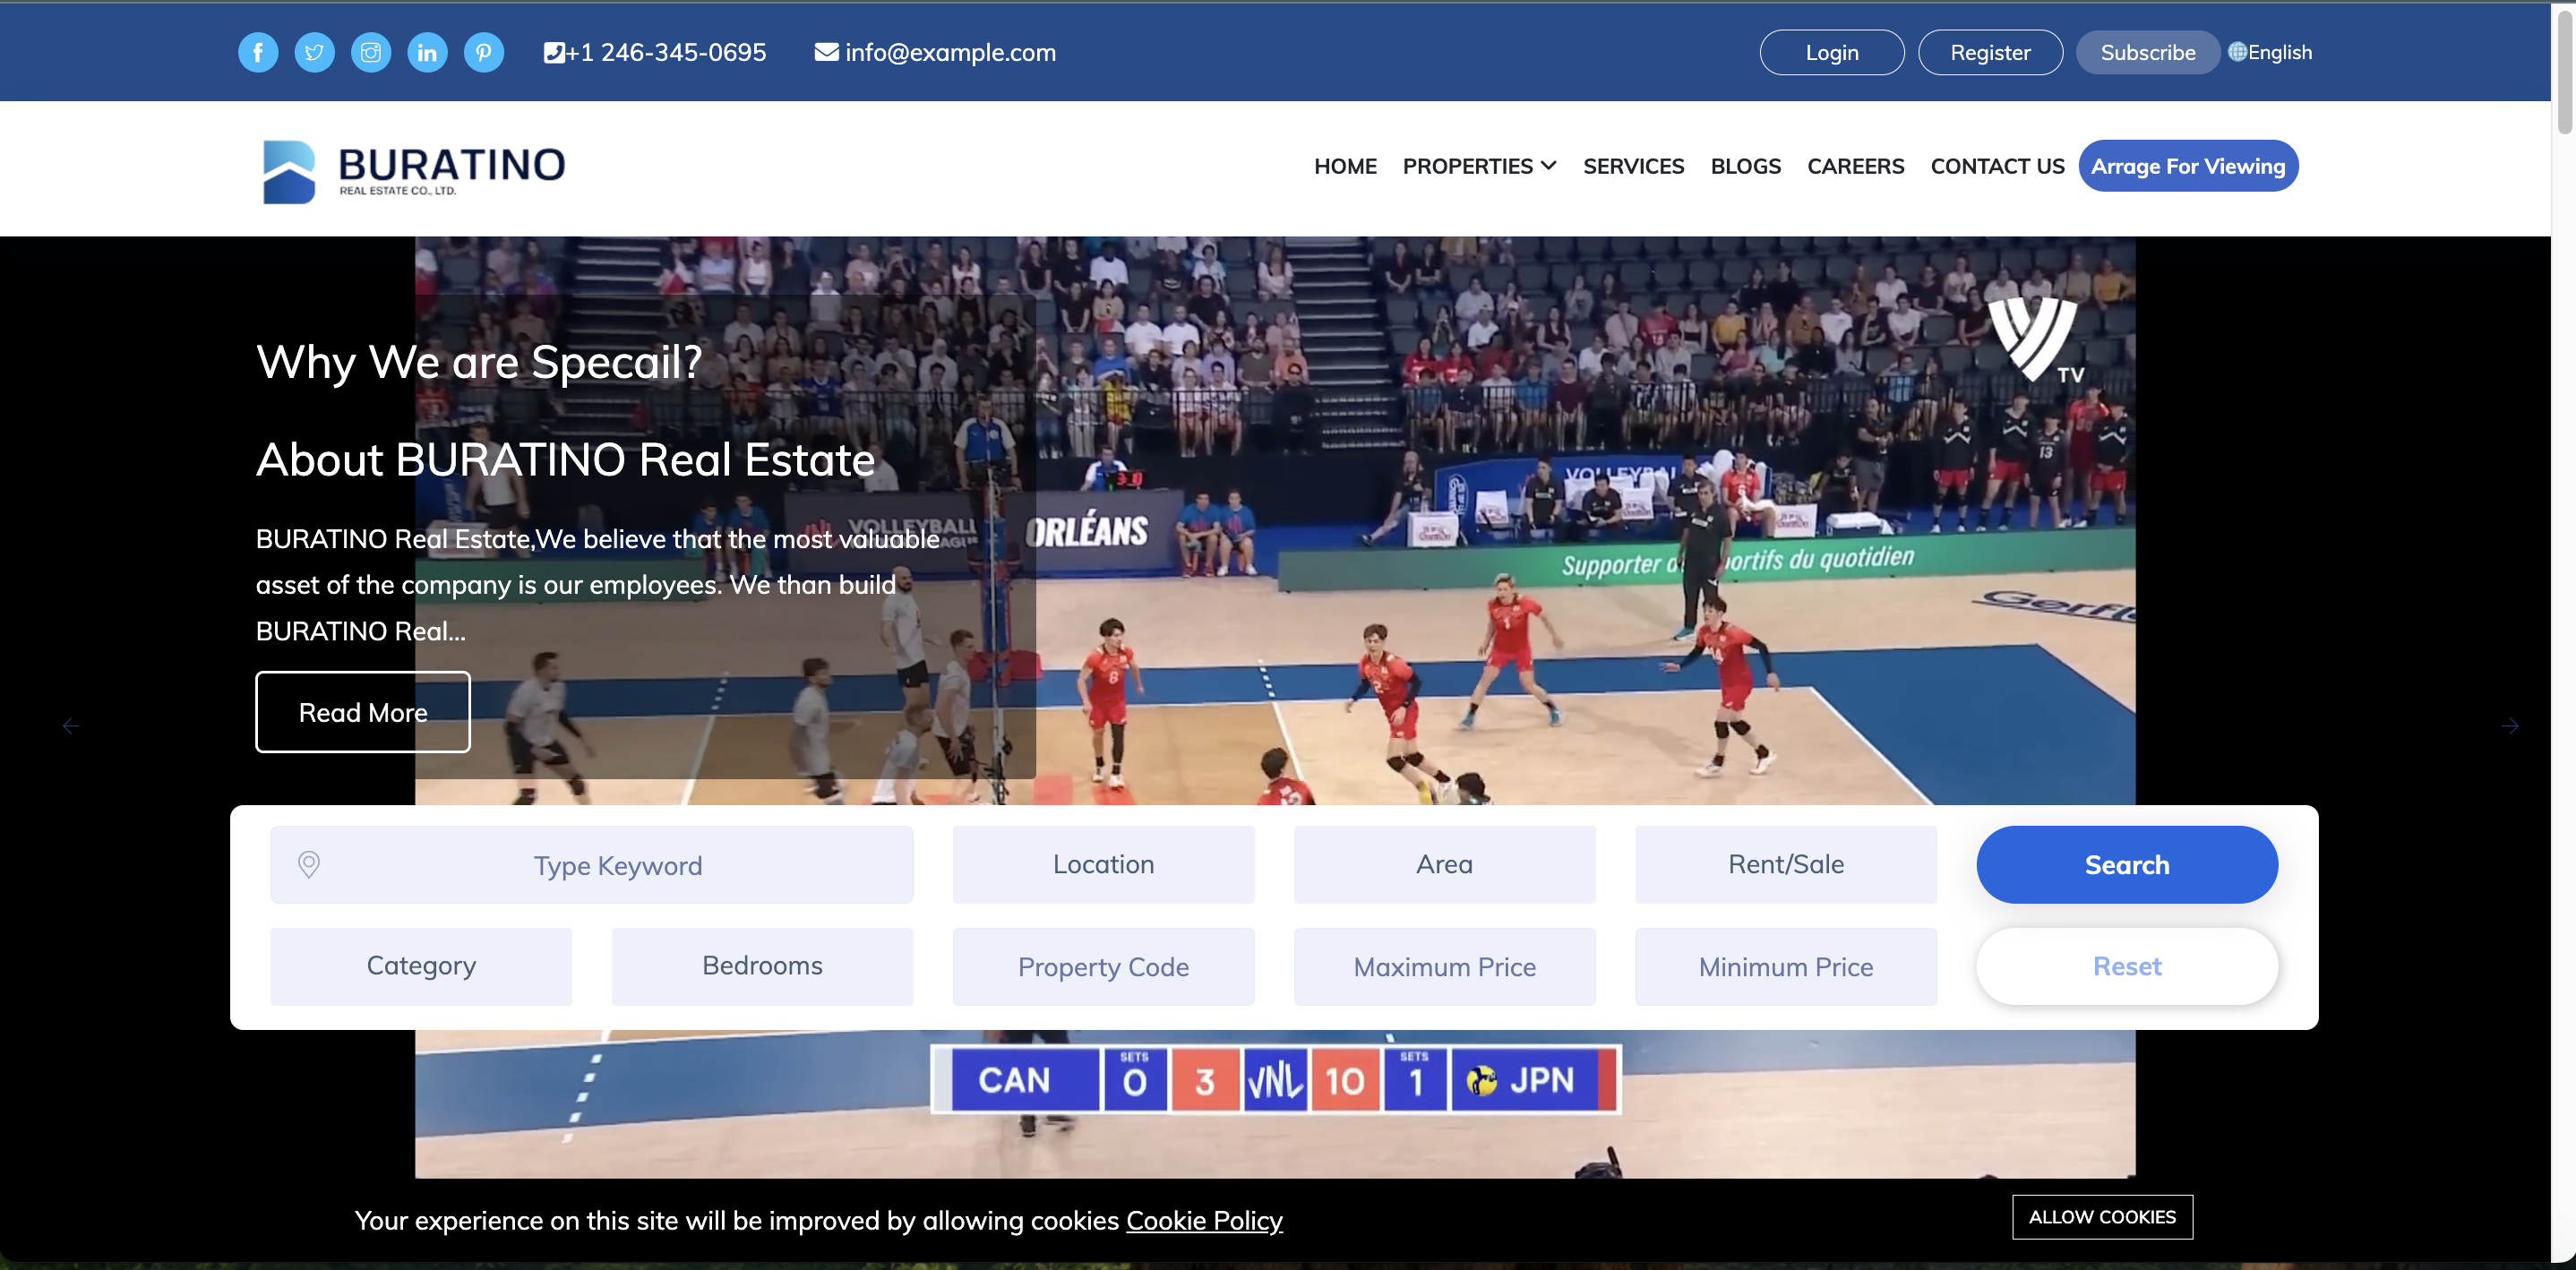 +1 246-345-0695
info@example.com
Login
Register
Subscribe
English
BURATINO
REAL ESTATE CO., LTD.
HOME
PROPERTIES
SERVICES
BLOGS
CAREERS
CONTACT US
Arrage For Viewing
TV
Why We are Specail?
About BURATINO Real Estate
BURATINO Real Estate,We believe that the most valuable
asset of the company is our employees. We than build
BURATINO Real...
Read More
VOLLEYBALL
ORLÉANS
13
Supporter
ortifs du quotidien
6
2
1
14
Type Keyword
Location
Area
Rent/Sale
Search
Category
Bedrooms
Property Code
Maximum Price
Minimum Price
Reset
CAN
SETS
0
3
VNL
10
SETS
1
JPN
Your experience on this site will be improved by allowing cookies Cookie Policy
ALLOW COOKIES